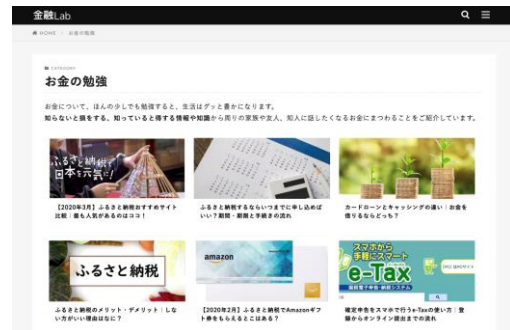 金融Lab
HOME > お金の勉強
CATEGORY
お金の勉強
お金について、ほんの少しでも勉強すると、生活はグッと豊かになります。
知らないと損をする、知っていると得する情報や知識から周りの家族や友人、知人に話したくなるお金にまつわることをご紹介しています。
ふるさと納税で
日本を元気に!
【2020年3月】ふるさと納税おすすめサイト
比較|最も人気があるのはココ!
ふるさと納税するならいつまでに申し込めば
いい?期間・期限と手続きの流れ
カードローンとキャッシングの違い|お金を
借りるならどっち?
ふるさと納税
ふるさと納税のメリット・デメリット|しな
い方がいい理由はなに?
amazon
【2020年2月】ふるさと納税でAmazonギフ
ト券をもらえるとこはある?
スマホから
手軽にスマート
e-Tax
国税電子申告・納税システム
確定申告をスマホで行うe-Taxの使い方|登
録からオンライン提出までの流れ